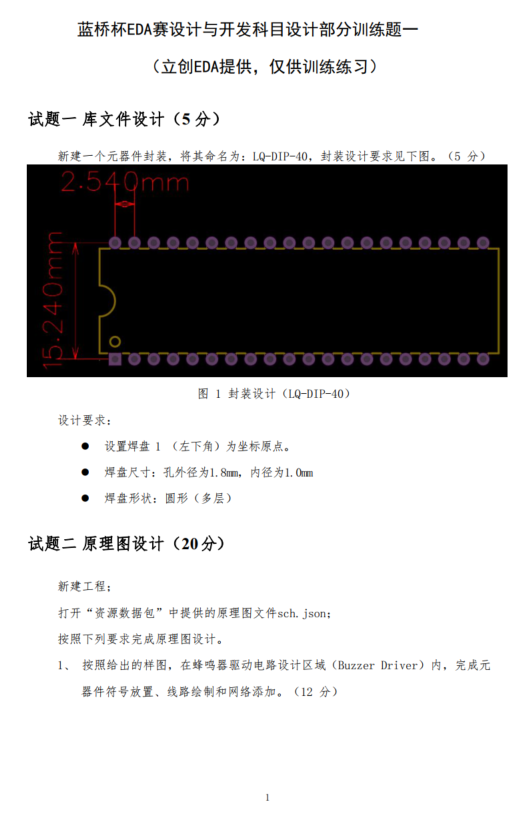 蓝桥杯EDA赛设计与开发科目设计部分训练题一
（立创EDA提供，仅供训练练习）
试题一 库文件设计（5 分）
新建一个元器件封装，将其命名为：LQ-DIP-40，封装设计要求见下图。（5 分）
2.540mm
15.240mm
图 1 封装设计（LQ-DIP-40）
设计要求：
● 设置焊盘 1 （左下角）为坐标原点。
● 焊盘尺寸：孔外径为1.8mm，内径为1.0mm
● 焊盘形状：圆形（多层）
试题二 原理图设计（20 分）
新建工程；
打开“资源数据包”中提供的原理图文件sch.json；
按照下列要求完成原理图设计。
1、 按照给出的样图，在蜂鸣器驱动电路设计区域（Buzzer Driver）内，完成元
器件符号放置、线路绘制和网络添加。（12 分）
1